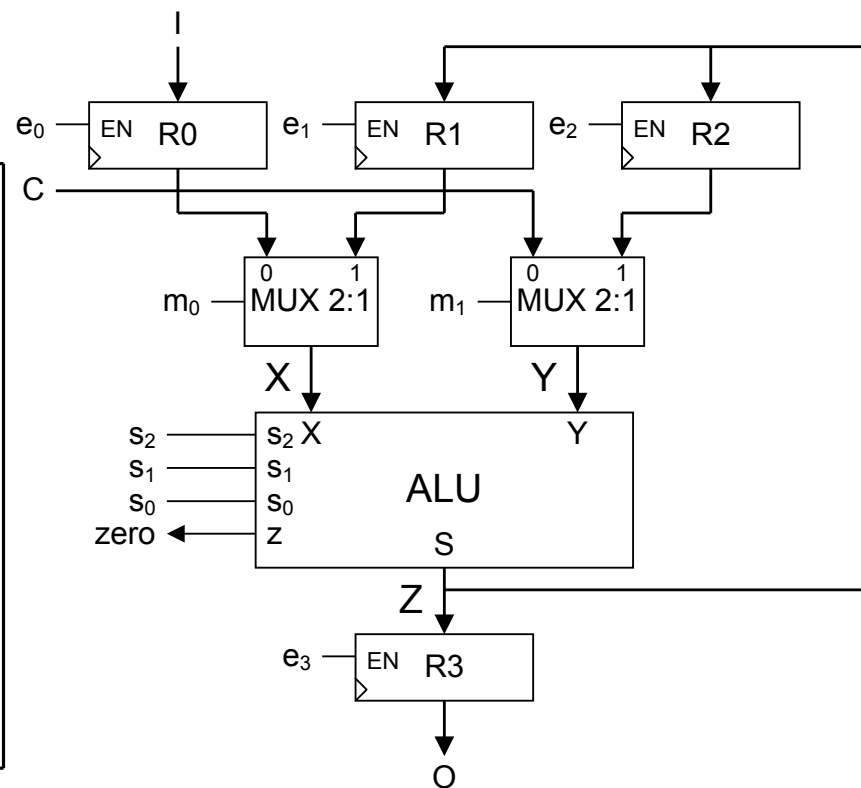 I
e₀ EN R0 e₁ EN R1 e₂ EN R2
C
0 1 0 1
m₀ MUX 2:1 m₁ MUX 2:1
X Y
s₂ s₂ X Y
s₁ s₁
s₀ s₀ ALU
zero z
S
Z
e₃ EN R3
O